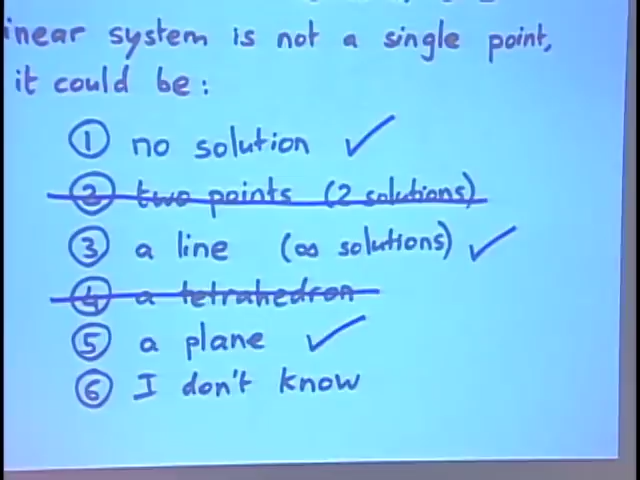 inear system is not a single point,
it could be:
① no solution ✓
② two points (2 solutions)
③ a line (∞ solutions) ✓
④ a tetrahedron
⑤ a plane ✓
⑥ I don't know